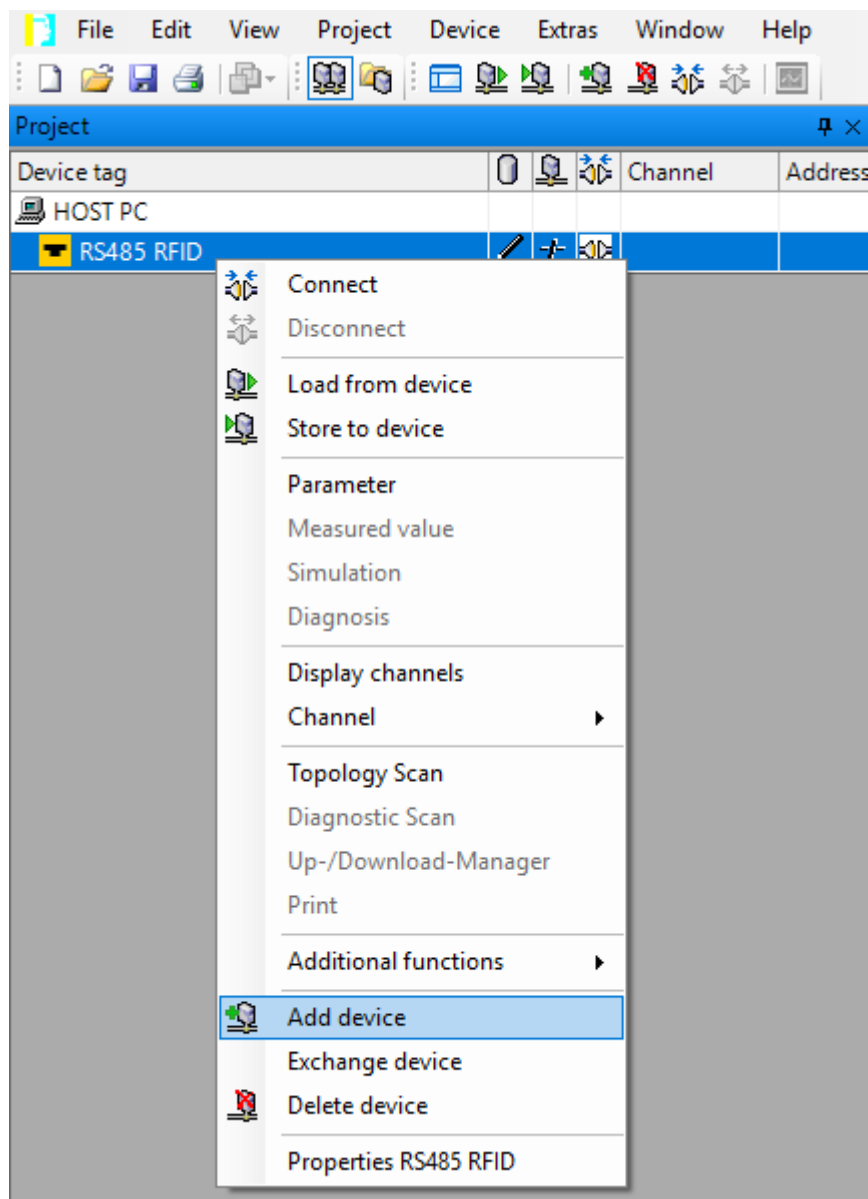 File Edit View Project Device Extras Window Help
Project
Device tag Channel Address
HOST PC
RS485 RFID
Connect
Disconnect
Load from device
Store to device
Parameter
Measured value
Simulation
Diagnosis
Display channels
Channel
Topology Scan
Diagnostic Scan
Up-/Download-Manager
Print
Additional functions
Add device
Exchange device
Delete device
Properties RS485 RFID